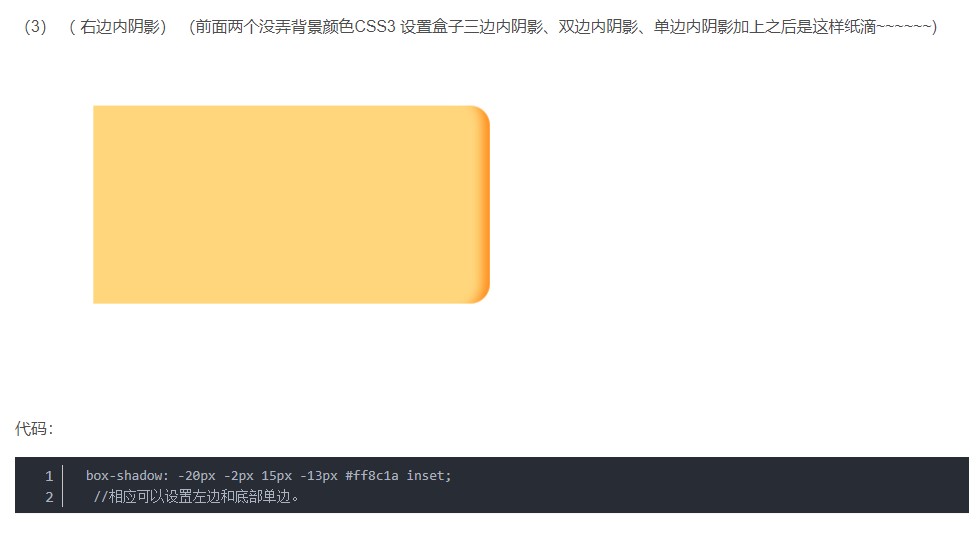 （3） （ 右边内阴影） （前面两个没弄背景颜色CSS3 设置盒子三边内阴影、双边内阴影、单边内阴影加上之后是这样纸滴~~~~~~）
代码：
1 box-shadow: -20px -2px 15px -13px #ff8c1a inset;
2 //相应可以设置左边和底部单边。